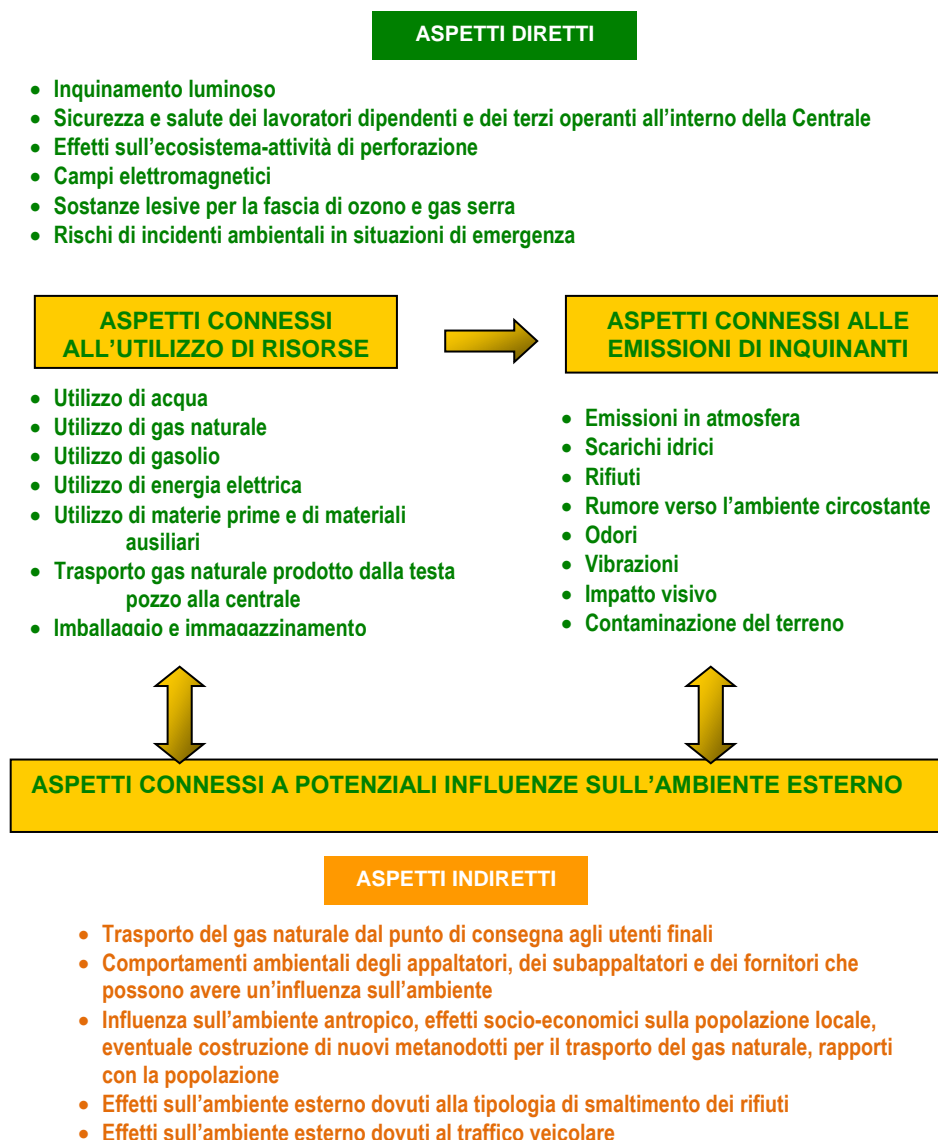 ASPETTI DIRETTI
• Inquinamento luminoso
• Sicurezza e salute dei lavoratori dipendenti e dei terzi operanti all'interno della Centrale
• Effetti sull'ecosistema-attività di perforazione
• Campi elettromagnetici
• Sostanze lesive per la fascia di ozono e gas serra
• Rischi di incidenti ambientali in situazioni di emergenza
ASPETTI CONNESSI
ALL'UTILIZZO DI RISORSE
• Utilizzo di acqua
• Utilizzo di gas naturale
• Utilizzo di gasolio
• Utilizzo di energia elettrica
• Utilizzo di materie prime e di materiali
ausiliari
• Trasporto gas naturale prodotto dalla testa
pozzo alla centrale
• Imballaggio e immagazzinamento
ASPETTI CONNESSI ALLE
EMISSIONI DI INQUINANTI
• Emissioni in atmosfera
• Scarichi idrici
• Rifiuti
• Rumore verso l'ambiente circostante
• Odori
• Vibrazioni
• Impatto visivo
• Contaminazione del terreno
ASPETTI CONNESSI A POTENZIALI INFLUENZE SULL'AMBIENTE ESTERNO
ASPETTI INDIRETTI
• Trasporto del gas naturale dal punto di consegna agli utenti finali
• Comportamenti ambientali degli appaltatori, dei subappaltatori e dei fornitori che
possono avere un'influenza sull'ambiente
• Influenza sull'ambiente antropico, effetti socio-economici sulla popolazione locale,
eventuale costruzione di nuovi metanodotti per il trasporto del gas naturale, rapporti
con la popolazione
• Effetti sull'ambiente esterno dovuti alla tipologia di smaltimento dei rifiuti
• Effetti sull'ambiente esterno dovuti al traffico veicolare